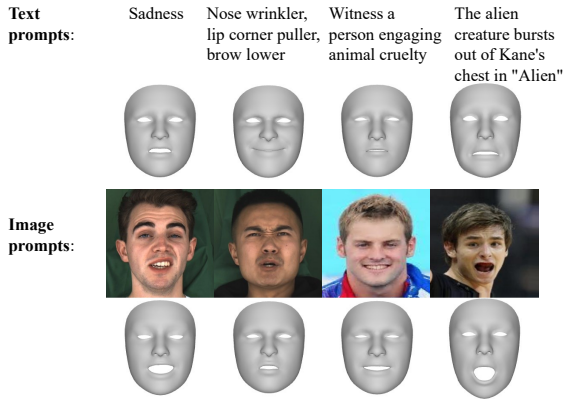 Text
prompts:
Sadness
Nose wrinkler,
lip corner puller,
brow lower
Witness a
person engaging
animal cruelty
The alien
creature bursts
out of Kane's
chest in "Alien"
Image
prompts: